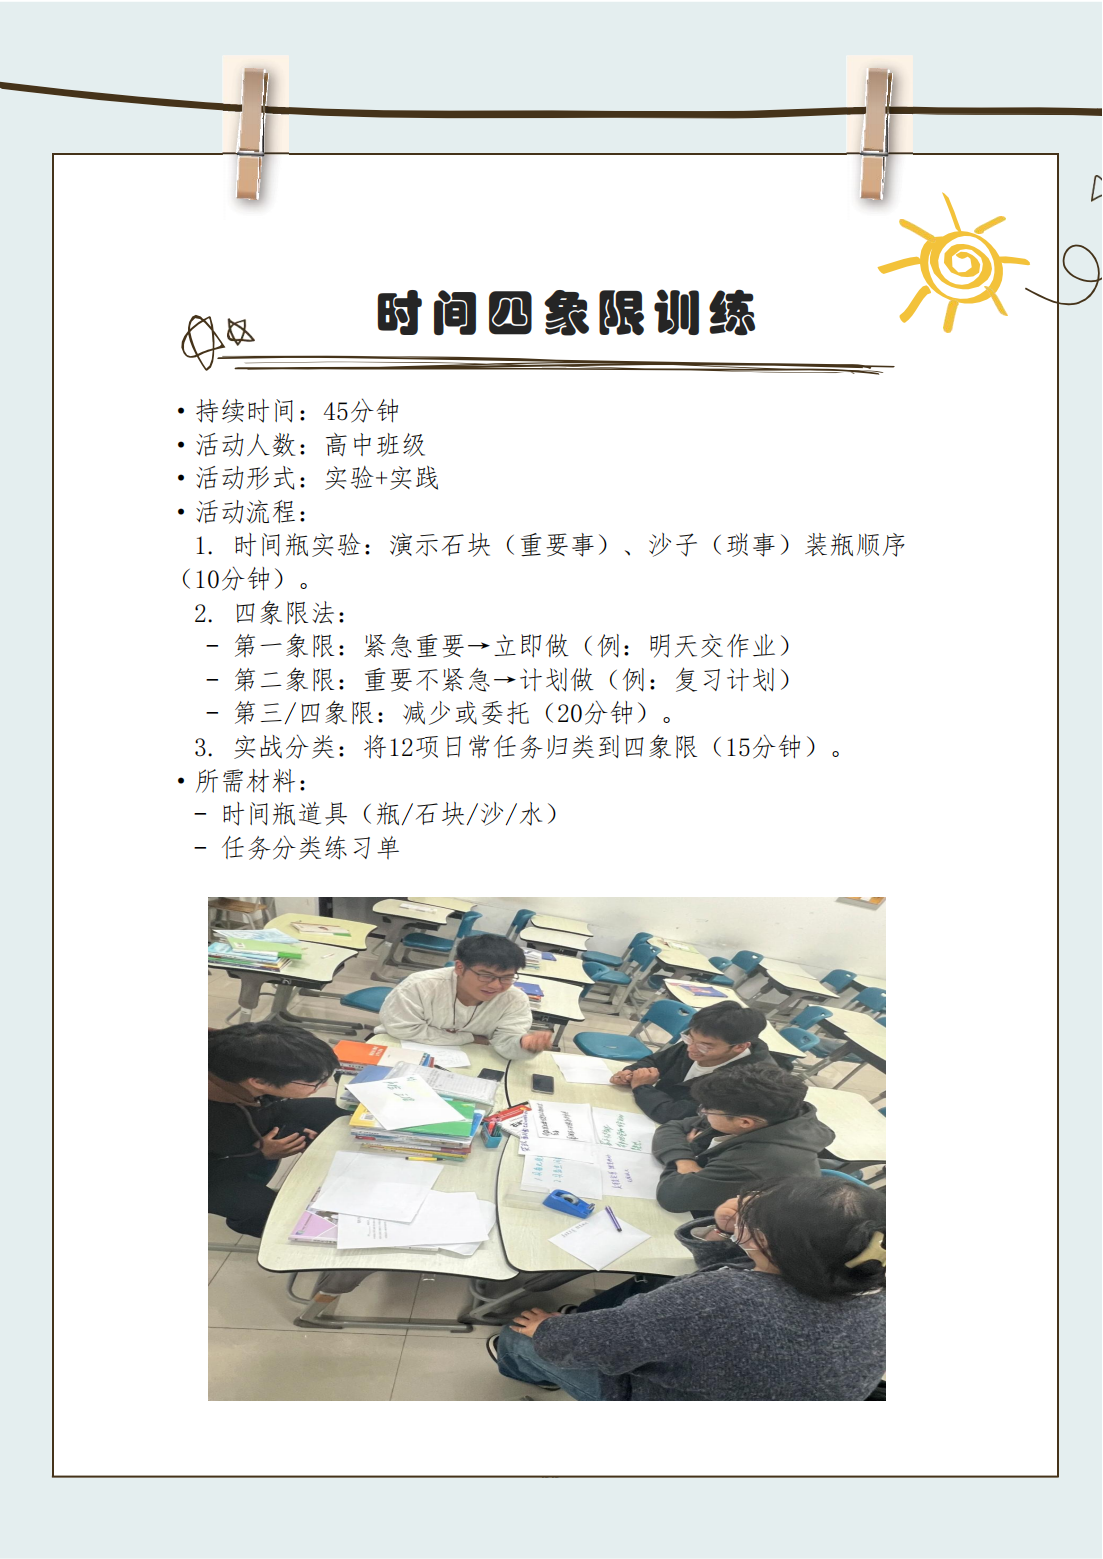 时间四象限训练
•持续时间：45分钟
•活动人数：高中班级
•活动形式：实验+实践
•活动流程：
1. 时间瓶实验：演示石块（重要事）、沙子（琐事）装瓶顺序
（10分钟）。
2. 四象限法：
- 第一象限：紧急重要→立即做（例：明天交作业）
- 第二象限：重要不紧急→计划做（例：复习计划）
- 第三/四象限：减少或委托（20分钟）。
3. 实战分类：将12项日常任务归类到四象限（15分钟）。
•所需材料：
- 时间瓶道具（瓶/石块/沙/水）
- 任务分类练习单